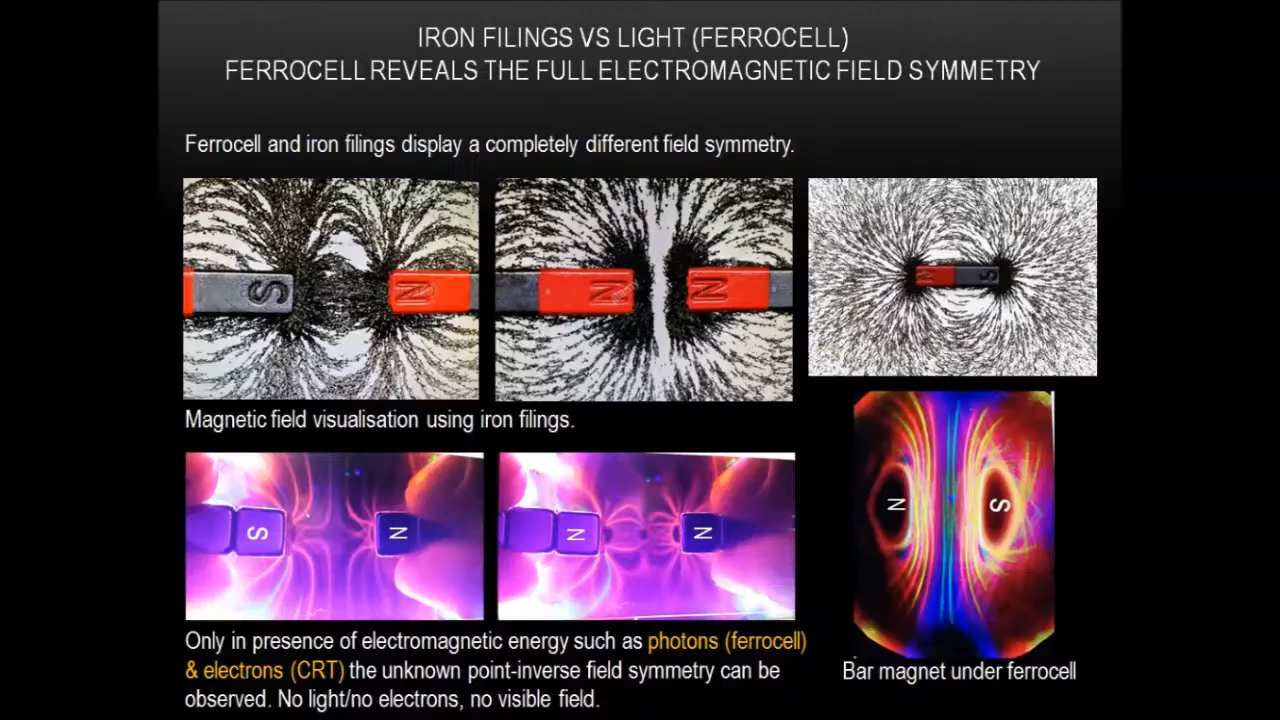 IRON FILINGS VS LIGHT (FERROCELL)
FERROCELL REVEALS THE FULL ELECTROMAGNETIC FIELD SYMMETRY
Ferrocell and iron filings display a completely different field symmetry.
S N
N N
N S
Magnetic field visualisation using iron filings.
S N
N N
N S
Only in presence of electromagnetic energy such as photons (ferrocell)
& electrons (CRT) the unknown point-inverse field symmetry can be
observed. No light/no electrons, no visible field.
Bar magnet under ferrocell